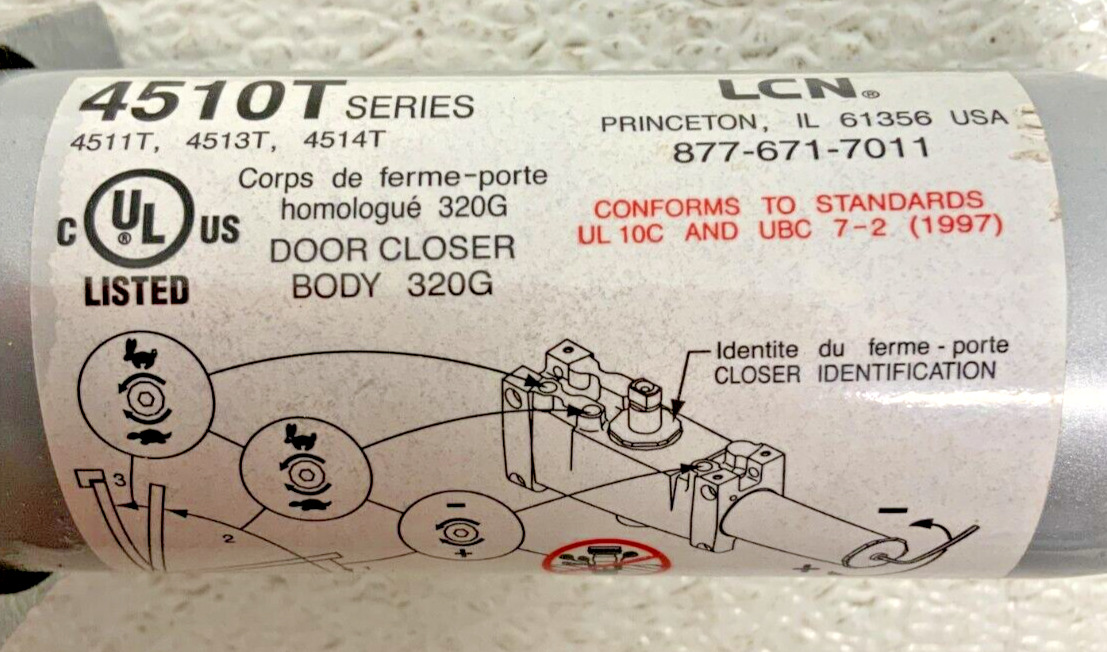 4510T SERIES
4511T, 4513T, 4514T
LCN®
PRINCETON, IL 61356 USA
877-671-7011
C UL® US
LISTED
Corps de ferme-porte
homologué 320G
DOOR CLOSER
BODY 320G
CONFORMS TO STANDARDS
UL 10C AND UBC 7-2 (1997)
Identite du ferme-porte
CLOSER IDENTIFICATION
3
2
-
+
-
+